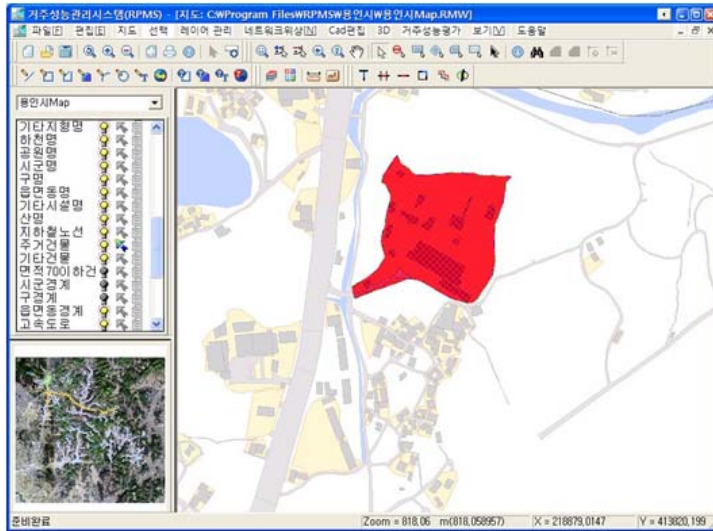 거주성능관리시스템(RPMS) - [지도: C:₩Program Files₩RPMS₩용인시₩용인시Map.RMW]
파일[F] 편집[E] 지도 선택 레이어 관리 네트워크위상[N] Cad편집 3D 거주성능평가 보기[V] 도움말
용인시Map
기타지형명
하천명
공원명
시군명
구명
읍면동명
기타시설명
산명
지하철노선
주거건물
기타건물
면적700이하건
시군경계
구경계
읍면동경계
고속도로
준비완료 Zoom = 818,06 m(818,058957) X = 218879,0147 Y = 413820,199